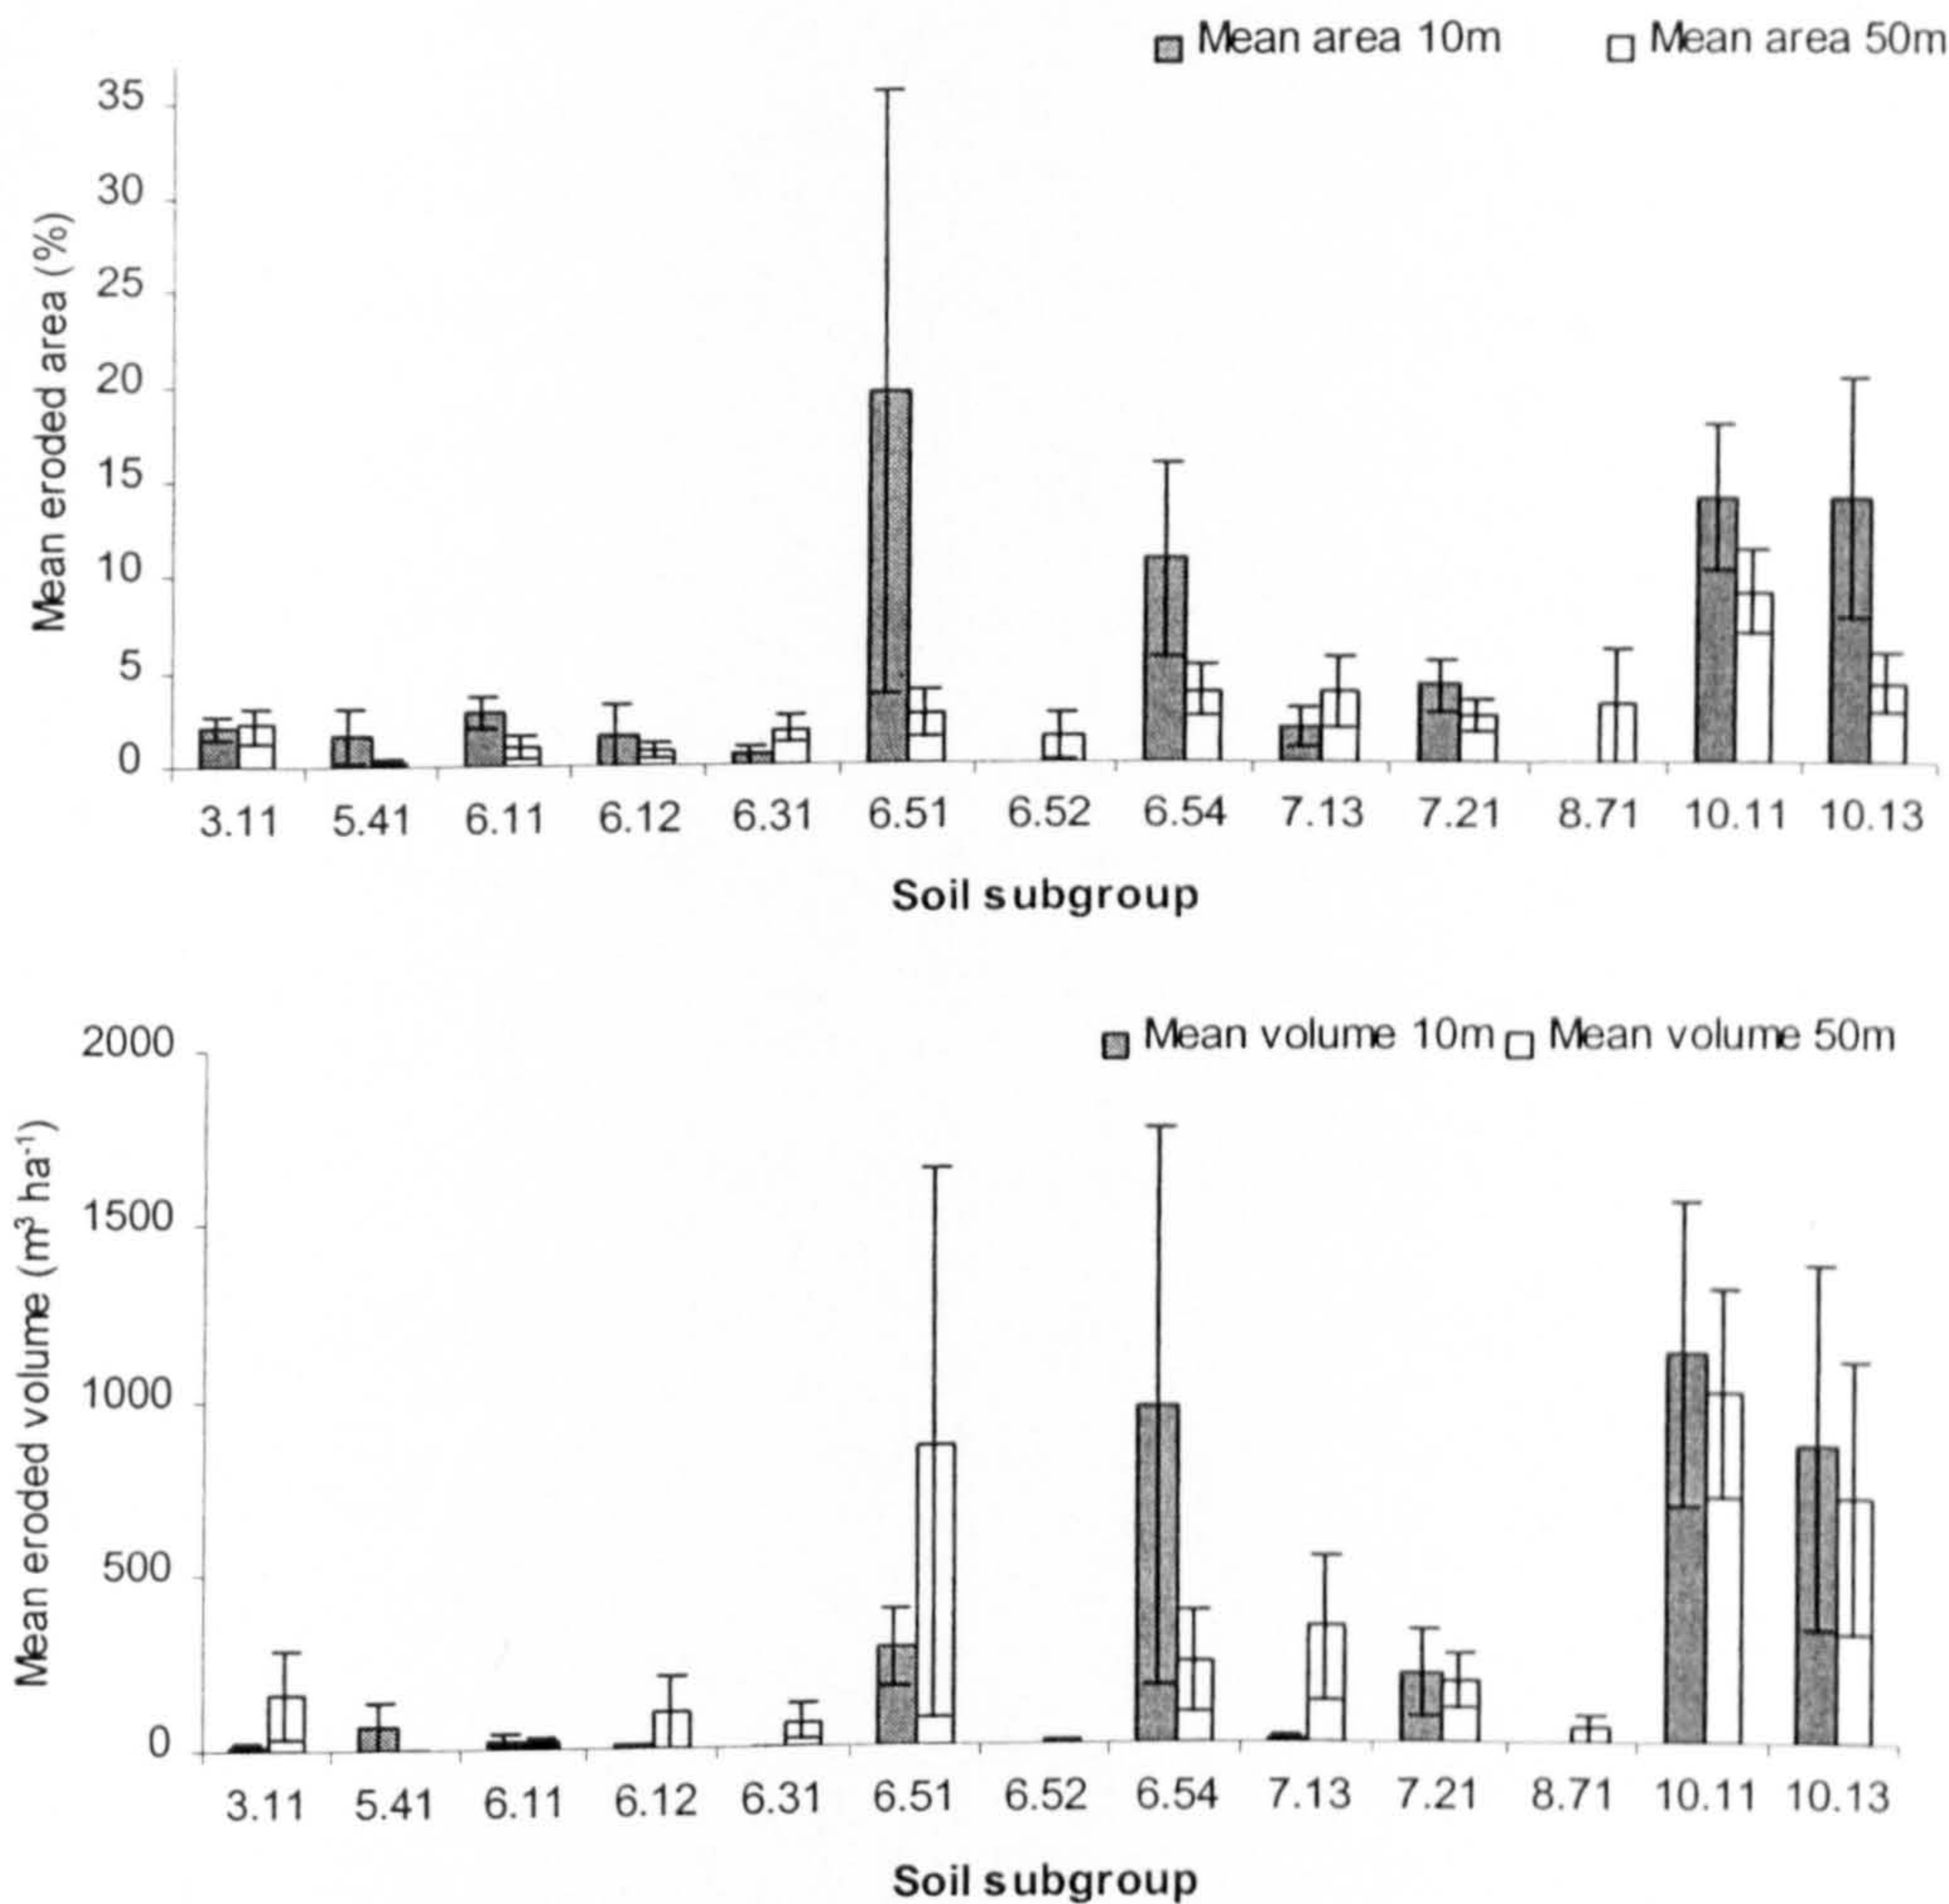 Mean area 10m Mean area 50m
35
30
25
20
15
10
5
0
Mean eroded area (%)
3.11 5.41 6.11 6.12 6.31 6.51 6.52 6.54 7.13 7.21 8.71 10.11 10.13
Soil subgroup
Mean volume 10m Mean volume 50m
2000
1500
1000
500
0
Mean eroded volume (m³ ha⁻¹)
3.11 5.41 6.11 6.12 6.31 6.51 6.52 6.54 7.13 7.21 8.71 10.11 10.13
Soil subgroup